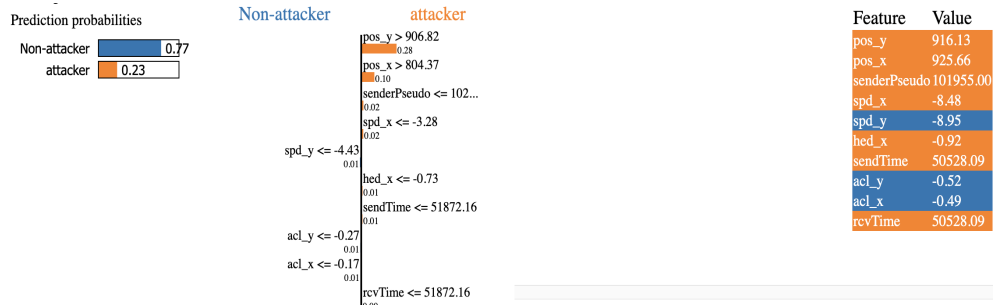 Prediction probabilities
Non-attacker 0.77
attacker 0.23
Non-attacker attacker
pos_y > 906.82
0.28
pos_x > 804.37
0.10
senderPseudo <= 102...
0.02
spd_x <= -3.28
0.02
spd_y <= -4.43
0.01
hed_x <= -0.73
0.01
sendTime <= 51872.16
0.01
acl_y <= -0.27
0.01
acl_x <= -0.17
0.01
rcvTime <= 51872.16
Feature Value
pos_y 916.13
pos_x 925.66
senderPseudo 101955.00
spd_x -8.48
spd_y -8.95
hed_x -0.92
sendTime 50528.09
acl_y -0.52
acl_x -0.49
rcvTime 50528.09